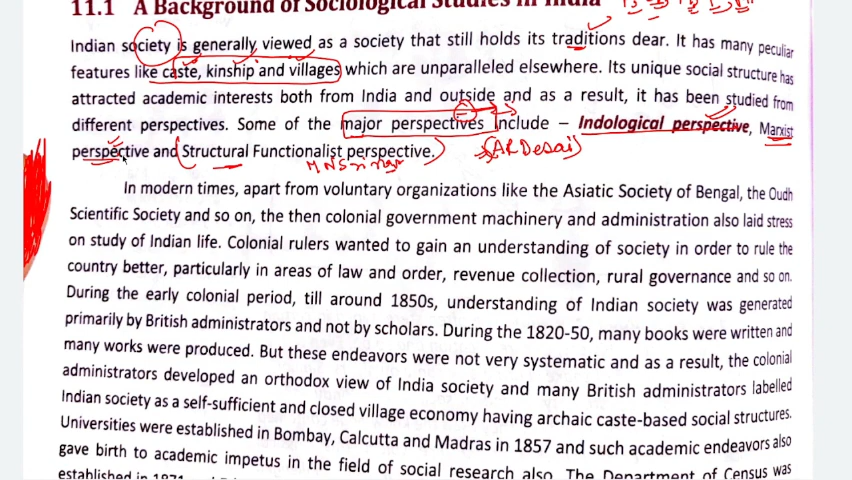 11.1 A Background of Sociological Studies in India
Indian society is generally viewed as a society that still holds its traditions dear. It has many peculiar
features like caste, kinship and villages which are unparalleled elsewhere. Its unique social structure has
attracted academic interests both from India and outside and as a result, it has been studied from
different perspectives. Some of the major perspectives include – Indological perspective, Marxist
perspective and Structural Functionalist perspective. (AR Desai)
In modern times, apart from voluntary organizations like the Asiatic Society of Bengal, the Oudh
Scientific Society and so on, the then colonial government machinery and administration also laid stress
on study of Indian life. Colonial rulers wanted to gain an understanding of society in order to rule the
country better, particularly in areas of law and order, revenue collection, rural governance and so on.
During the early colonial period, till around 1850s, understanding of Indian society was generated
primarily by British administrators and not by scholars. During the 1820-50, many books were written and
many works were produced. But these endeavors were not very systematic and as a result, the colonial
administrators developed an orthodox view of India society and many British administrators labelled
Indian society as a self-sufficient and closed village economy having archaic caste-based social structures.
Universities were established in Bombay, Calcutta and Madras in 1857 and such academic endeavors also
gave birth to academic impetus in the field of social research also. The Department of Census was
established in 1871